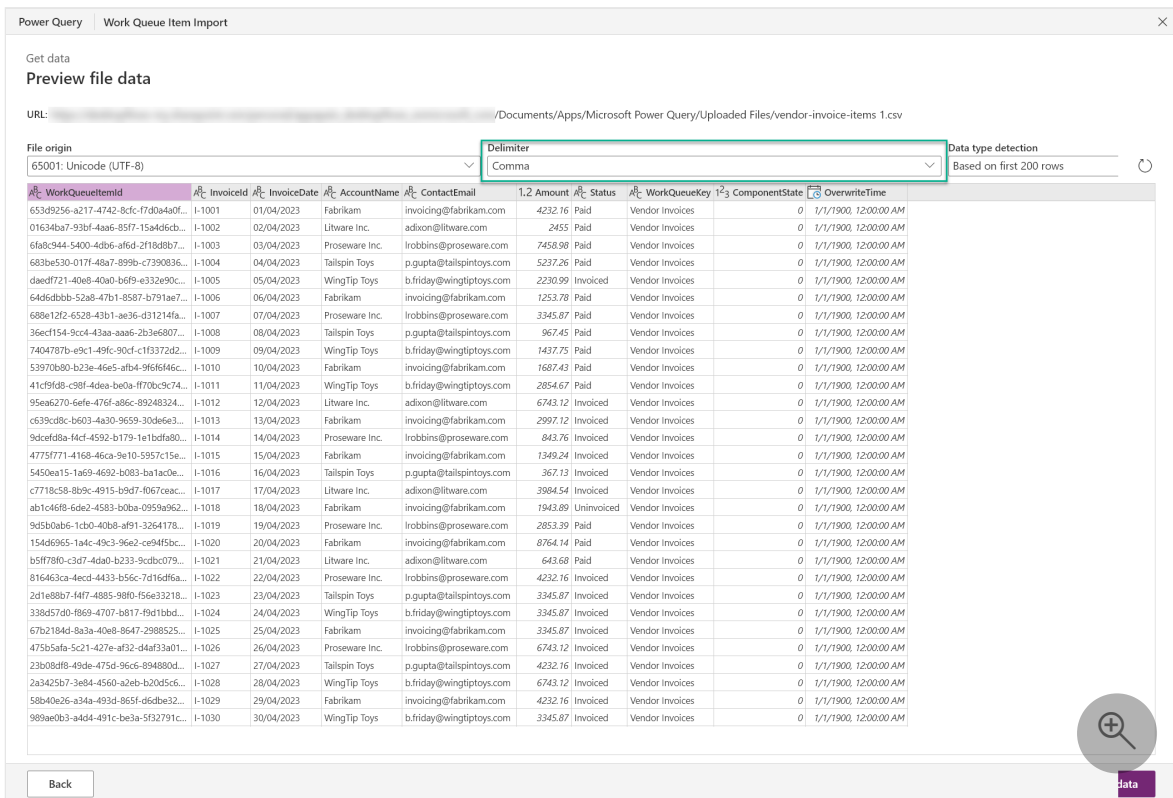 Power Query Work Queue Item Import
Get data
Preview file data
URL: /Documents/Apps/Microsoft Power Query/Uploaded Files/vendor-invoice-items 1.csv
File origin Delimiter Data type detection
65001: Unicode (UTF-8) Comma Based on first 200 rows
WorkQueueItemId InvoiceId InvoiceDate AccountName ContactEmail 1.2 Amount Status WorkQueueKey ComponentState OverwriteTime
653d9256-a217-4742-8cfc-f7d0a4a0f... I-1001 01/04/2023 Fabrikam invoicing@fabrikam.com 4232.16 Paid Vendor Invoices 0 1/1/1900, 12:00:00 AM
01634ba7-93bf-4aa6-85f7-15a4d6cb... I-1002 02/04/2023 Litware Inc. adixon@litware.com 2455 Paid Vendor Invoices 0 1/1/1900, 12:00:00 AM
6fa8c944-5400-4db6-af6d-2f18d8b7... I-1003 03/04/2023 Proseware Inc. lrobbins@proseware.com 7458.98 Paid Vendor Invoices 0 1/1/1900, 12:00:00 AM
683be530-017f-48a7-899b-c7390836... I-1004 04/04/2023 Tailspin Toys p.gupta@tailspintoys.com 5237.26 Paid Vendor Invoices 0 1/1/1900, 12:00:00 AM
daedf721-40e8-40a0-b6f9-e332e90c... I-1005 05/04/2023 WingTip Toys b.friday@wingtiptoys.com 2230.99 Invoiced Vendor Invoices 0 1/1/1900, 12:00:00 AM
64d6dbbb-52a8-47b1-8587-b791ae7... I-1006 06/04/2023 Fabrikam invoicing@fabrikam.com 1253.78 Paid Vendor Invoices 0 1/1/1900, 12:00:00 AM
688e12f2-6528-43b1-ae36-d31214fa... I-1007 07/04/2023 Proseware Inc. lrobbins@proseware.com 3345.87 Paid Vendor Invoices 0 1/1/1900, 12:00:00 AM
36ecf154-9cc4-43aa-aaa6-2b3e6807... I-1008 08/04/2023 Tailspin Toys p.gupta@tailspintoys.com 967.45 Paid Vendor Invoices 0 1/1/1900, 12:00:00 AM
7404787b-e9c1-49fc-90cf-c1f3372d2... I-1009 09/04/2023 WingTip Toys b.friday@wingtiptoys.com 1437.75 Paid Vendor Invoices 0 1/1/1900, 12:00:00 AM
53970b80-b23e-46e5-afb4-9f6f6f46c... I-1010 10/04/2023 Fabrikam invoicing@fabrikam.com 1687.43 Paid Vendor Invoices 0 1/1/1900, 12:00:00 AM
41cf9fd8-c98f-4dea-be0a-ff70bc9c74... I-1011 11/04/2023 WingTip Toys b.friday@wingtiptoys.com 2854.67 Paid Vendor Invoices 0 1/1/1900, 12:00:00 AM
95ea6270-6efe-476f-a86c-89248324... I-1012 12/04/2023 Litware Inc. adixon@litware.com 6743.12 Invoiced Vendor Invoices 0 1/1/1900, 12:00:00 AM
c639cd8c-b603-4a30-9659-30de6e3... I-1013 13/04/2023 Fabrikam invoicing@fabrikam.com 2997.12 Invoiced Vendor Invoices 0 1/1/1900, 12:00:00 AM
9dcefd8a-f4cf-4592-b179-1e1bdfa80... I-1014 14/04/2023 Proseware Inc. lrobbins@proseware.com 843.76 Invoiced Vendor Invoices 0 1/1/1900, 12:00:00 AM
4775f771-4168-46ca-9e10-5957c15e... I-1015 15/04/2023 Fabrikam invoicing@fabrikam.com 1349.24 Invoiced Vendor Invoices 0 1/1/1900, 12:00:00 AM
5450ea15-1a69-4692-b083-ba1ac0e... I-1016 16/04/2023 Tailspin Toys p.gupta@tailspintoys.com 367.13 Invoiced Vendor Invoices 0 1/1/1900, 12:00:00 AM
c7718c58-8b9c-4915-b9d7-f067ceac... I-1017 17/04/2023 Litware Inc. adixon@litware.com 3984.54 Invoiced Vendor Invoices 0 1/1/1900, 12:00:00 AM
ab1c46f8-6de2-4583-b0ba-0959a962... I-1018 18/04/2023 Fabrikam invoicing@fabrikam.com 1943.89 Uninvoiced Vendor Invoices 0 1/1/1900, 12:00:00 AM
9d5b0ab6-1cb0-40b8-af91-3264178... I-1019 19/04/2023 Proseware Inc. lrobbins@proseware.com 2853.39 Paid Vendor Invoices 0 1/1/1900, 12:00:00 AM
154d6965-1a4c-49c3-96e2-ce94f5bc... I-1020 20/04/2023 Fabrikam invoicing@fabrikam.com 8764.14 Paid Vendor Invoices 0 1/1/1900, 12:00:00 AM
b5ff78f0-c3d7-4da0-b233-9cdbc079... I-1021 21/04/2023 Litware Inc. adixon@litware.com 643.68 Paid Vendor Invoices 0 1/1/1900, 12:00:00 AM
816463ca-4ecd-4433-b56c-7d16df6a... I-1022 22/04/2023 Proseware Inc. lrobbins@proseware.com 4232.16 Invoiced Vendor Invoices 0 1/1/1900, 12:00:00 AM
2d1e88b7-f4f7-4885-98f0-f56e33218... I-1023 23/04/2023 Tailspin Toys p.gupta@tailspintoys.com 3345.87 Invoiced Vendor Invoices 0 1/1/1900, 12:00:00 AM
338d57d0-f869-4707-b817-f9d1bbd... I-1024 24/04/2023 WingTip Toys b.friday@wingtiptoys.com 3345.87 Invoiced Vendor Invoices 0 1/1/1900, 12:00:00 AM
67b2184d-8a3a-40e8-8647-2988525... I-1025 25/04/2023 Fabrikam invoicing@fabrikam.com 3345.87 Invoiced Vendor Invoices 0 1/1/1900, 12:00:00 AM
475b5afa-5c21-427e-af32-d4af33a01... I-1026 26/04/2023 Proseware Inc. lrobbins@proseware.com 6743.12 Invoiced Vendor Invoices 0 1/1/1900, 12:00:00 AM
23b08df8-49de-475d-96c6-894880d... I-1027 27/04/2023 Tailspin Toys p.gupta@tailspintoys.com 4232.16 Invoiced Vendor Invoices 0 1/1/1900, 12:00:00 AM
2a3425b7-3e84-4560-a2eb-b20d5c6... I-1028 28/04/2023 WingTip Toys b.friday@wingtiptoys.com 6743.12 Invoiced Vendor Invoices 0 1/1/1900, 12:00:00 AM
58b40e26-a34a-493d-865f-d6dbe32... I-1029 29/04/2023 Fabrikam invoicing@fabrikam.com 4232.16 Invoiced Vendor Invoices 0 1/1/1900, 12:00:00 AM
989ae0b3-a4d4-491c-be3a-5f32791c... I-1030 30/04/2023 WingTip Toys b.friday@wingtiptoys.com 3345.87 Invoiced Vendor Invoices 0 1/1/1900, 12:00:00 AM
Back data